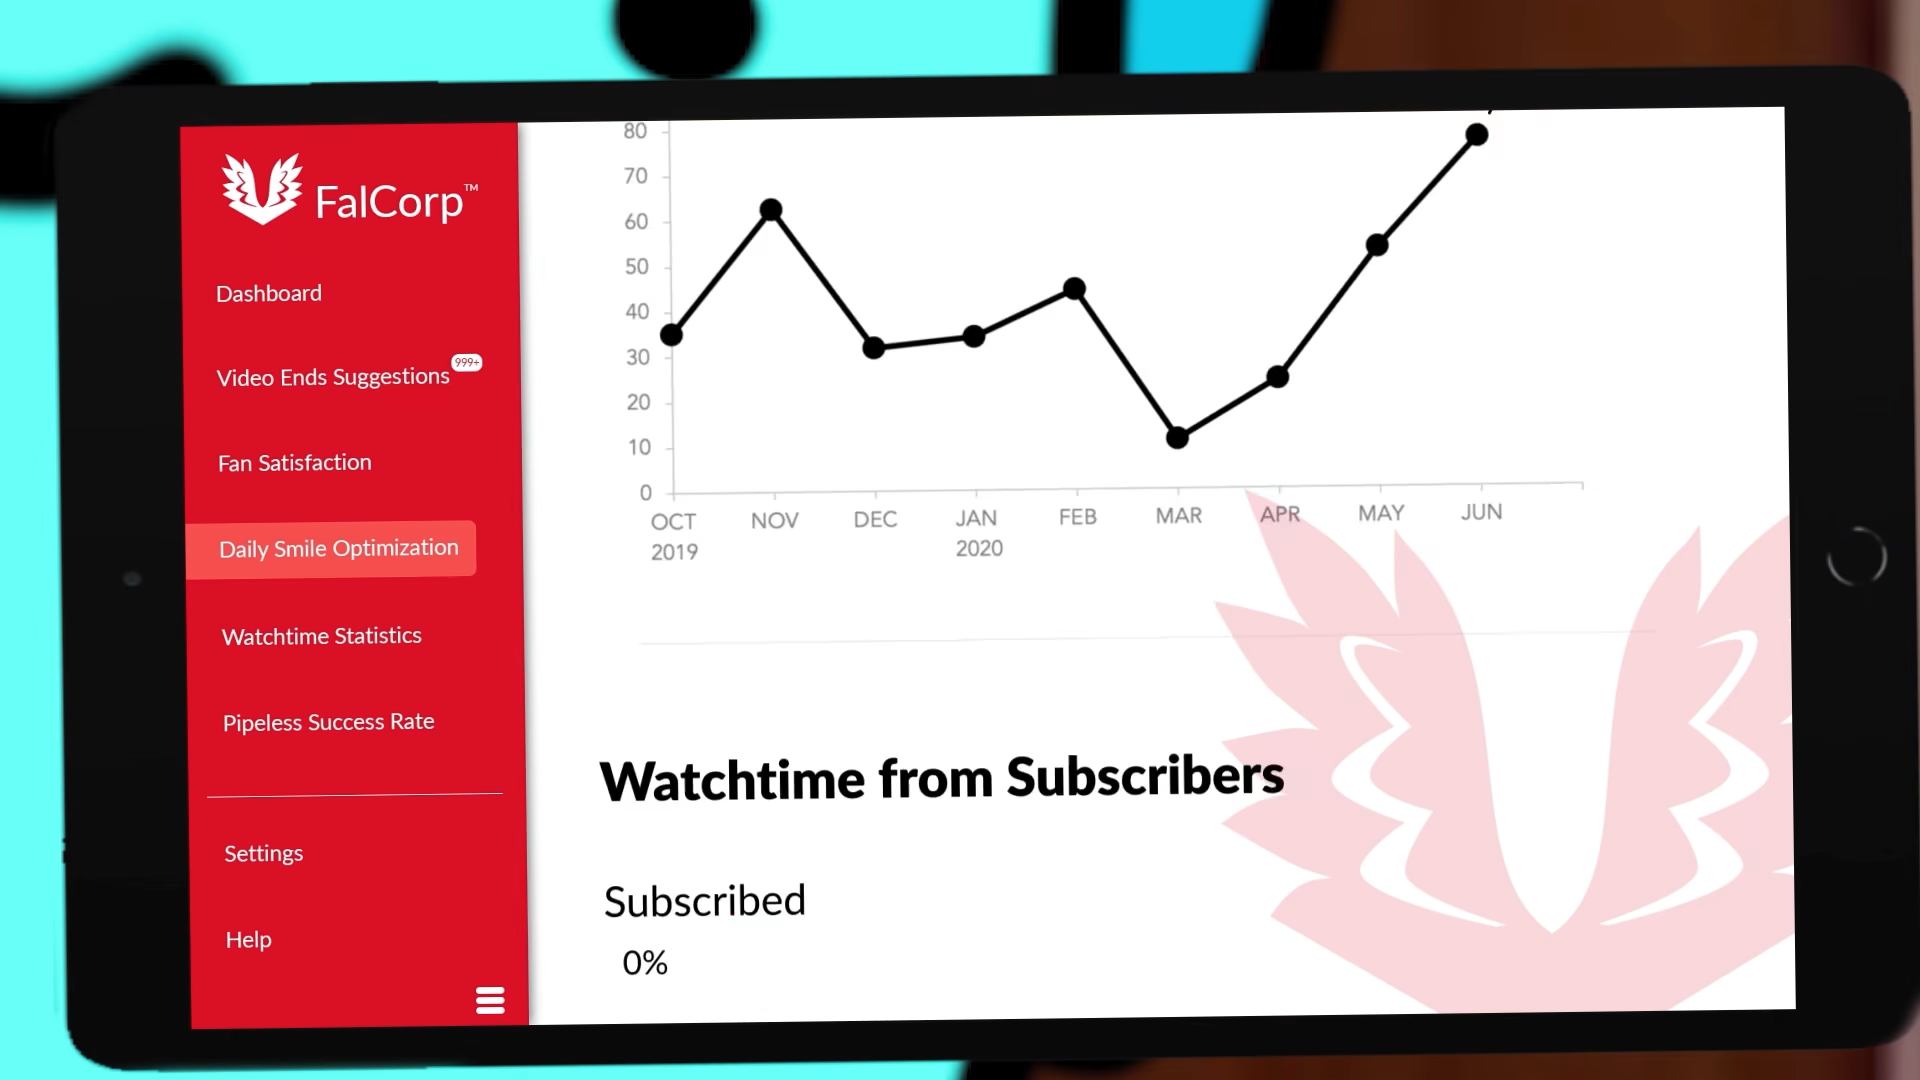 FalCorp™
Dashboard
Video Ends Suggestions 999+
Fan Satisfaction
Daily Smile Optimization
Watchtime Statistics
Pipeless Success Rate
Settings
Help
80
70
60
50
40
30
20
10
0
OCT NOV DEC JAN FEB MAR APR MAY JUN
2019 2020
Watchtime from Subscribers
Subscribed
0%